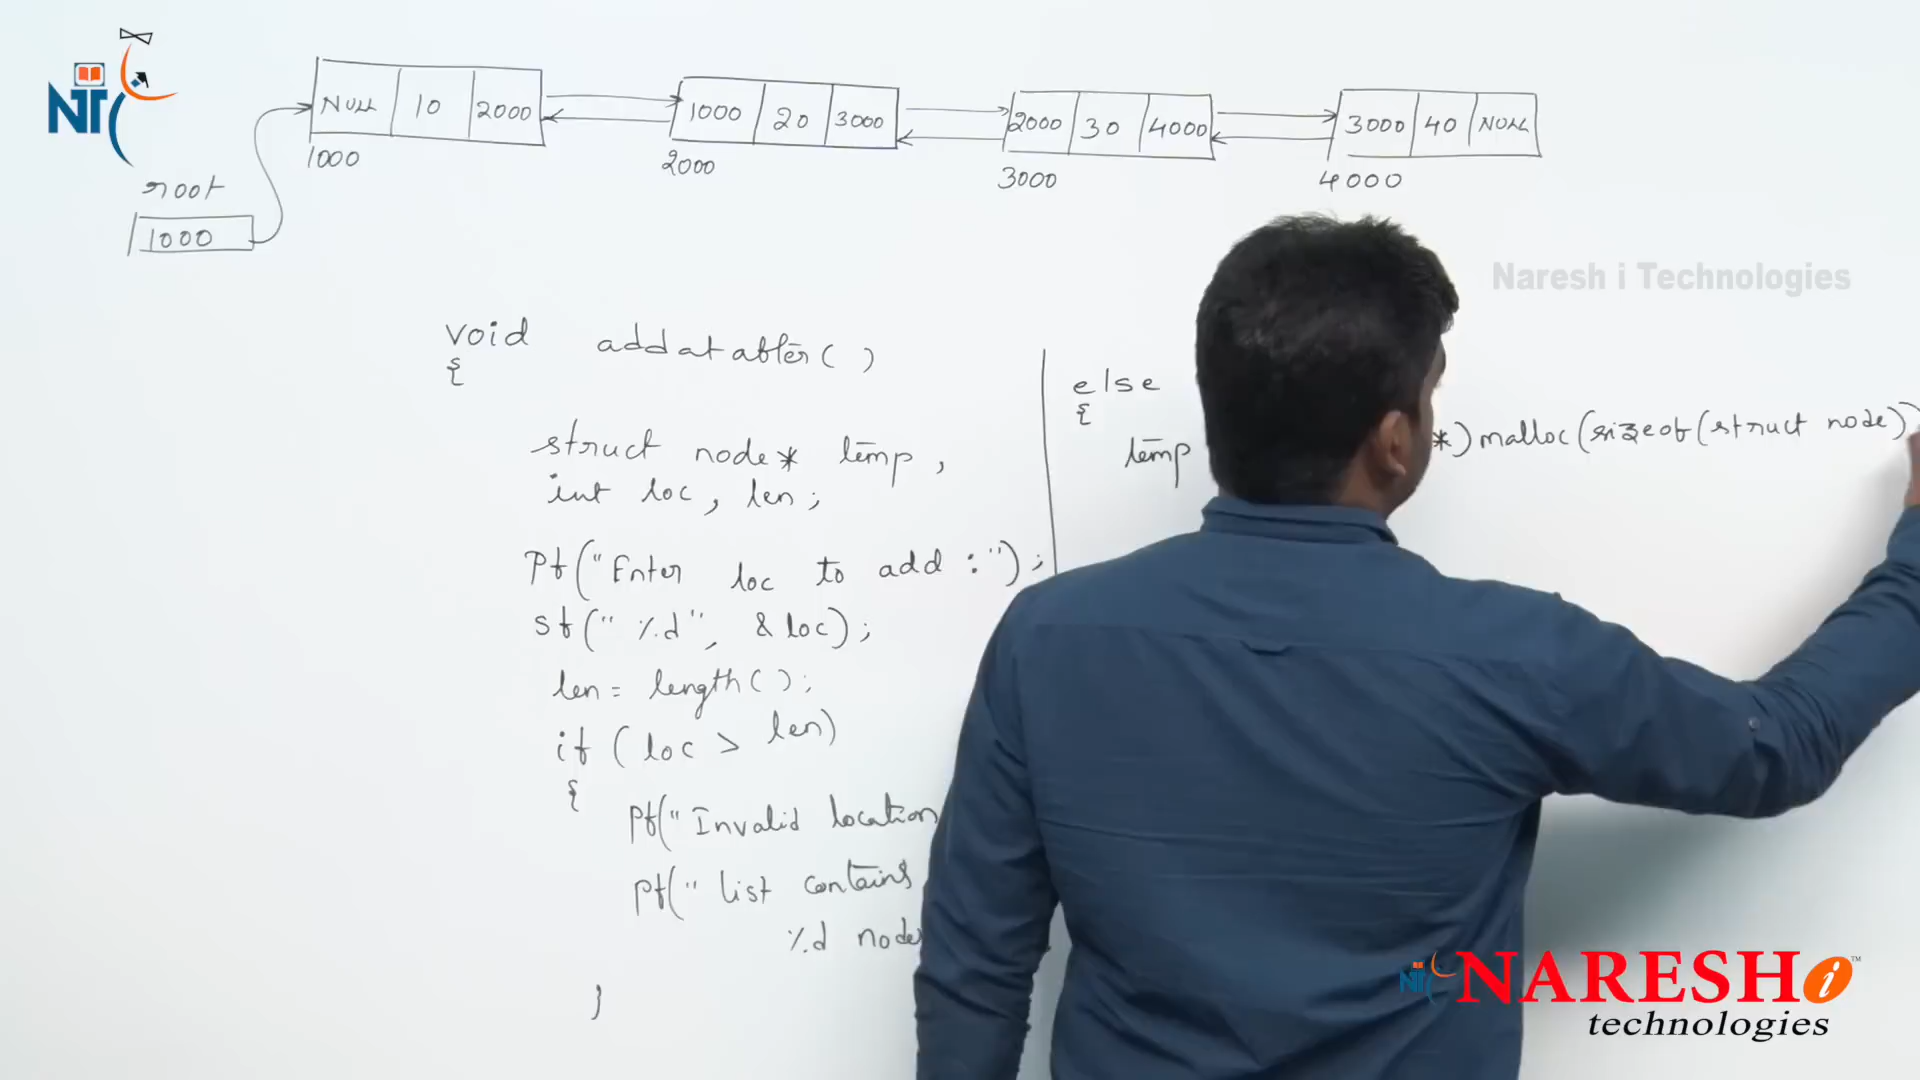 NTC
NULL 10 2000
1000 20 3000
2000 30 4000
3000 40 NULL
1000
2000
3000
4000
root
1000
Naresh i Technologies
void addatafter( )
{
struct node* temp,
int loc, len;
Pf("Enter loc to add :");
sf(" %d", &loc);
len = length( );
if (loc > len)
{
Pf("Invalid location
Pf(" list contains
%d node
}
else
{
temp *) malloc(sizeof(struct node))
NARESH i ™
technologies